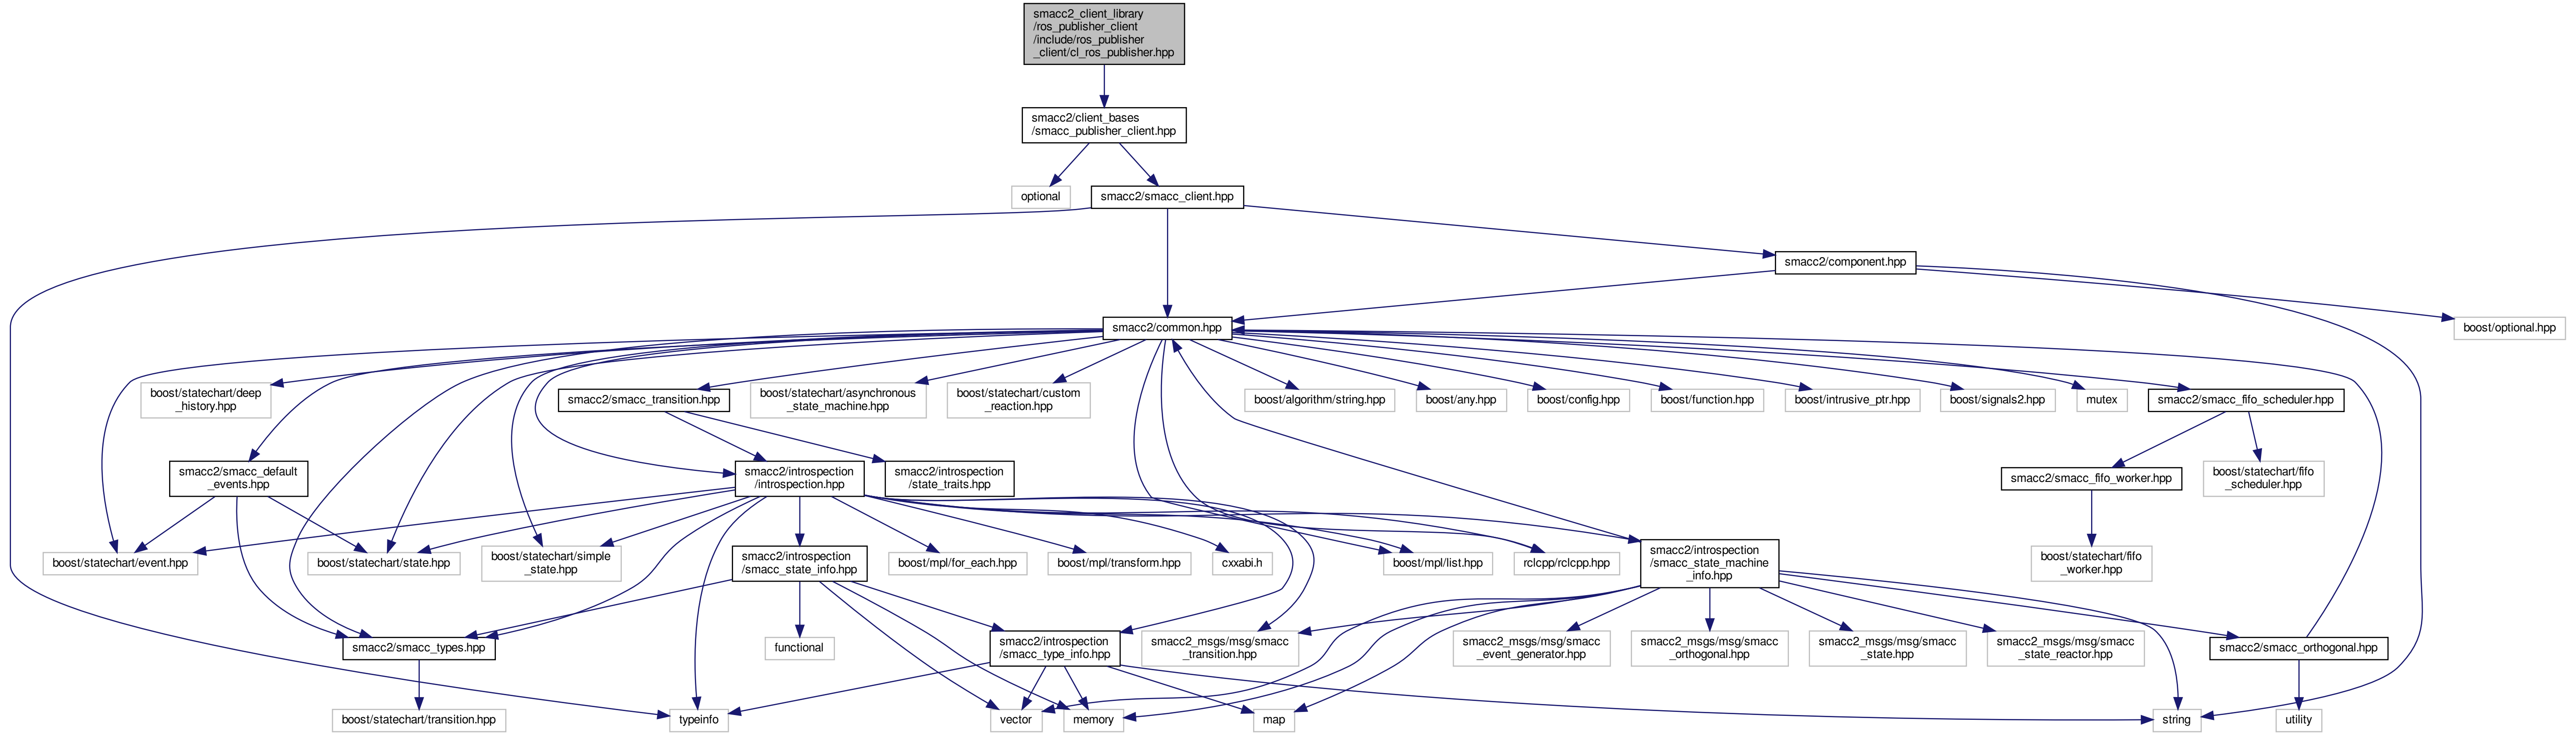 smacc2_client_library
/ros_publisher_client
/include/ros_publisher
_client/cl_ros_publisher.hpp
smacc2/client_bases
/smacc_publisher_client.hpp
optional
smacc2/smacc_client.hpp
smacc2/component.hpp
smacc2/common.hpp
boost/optional.hpp
boost/statechart/deep
_history.hpp
smacc2/smacc_transition.hpp
boost/statechart/asynchronous
_state_machine.hpp
boost/statechart/custom
_reaction.hpp
boost/algorithm/string.hpp
boost/any.hpp
boost/config.hpp
boost/function.hpp
boost/intrusive_ptr.hpp
boost/signals2.hpp
mutex
smacc2/smacc_fifo_scheduler.hpp
smacc2/smacc_default
_events.hpp
smacc2/introspection
/introspection.hpp
smacc2/introspection
/state_traits.hpp
smacc2/smacc_fifo_worker.hpp
boost/statechart/fifo
_scheduler.hpp
boost/statechart/event.hpp
boost/statechart/state.hpp
boost/statechart/simple
_state.hpp
smacc2/introspection
/smacc_state_info.hpp
boost/mpl/for_each.hpp
boost/mpl/transform.hpp
cxxabi.h
boost/mpl/list.hpp
rclcpp/rclcpp.hpp
smacc2/introspection
/smacc_state_machine
_info.hpp
boost/statechart/fifo
_worker.hpp
smacc2/smacc_types.hpp
functional
smacc2/introspection
/smacc_type_info.hpp
smacc2_msgs/msg/smacc
_transition.hpp
smacc2_msgs/msg/smacc
_event_generator.hpp
smacc2_msgs/msg/smacc
_orthogonal.hpp
smacc2_msgs/msg/smacc
_state.hpp
smacc2_msgs/msg/smacc
_state_reactor.hpp
smacc2/smacc_orthogonal.hpp
boost/statechart/transition.hpp
typeinfo
vector
memory
map
string
utility